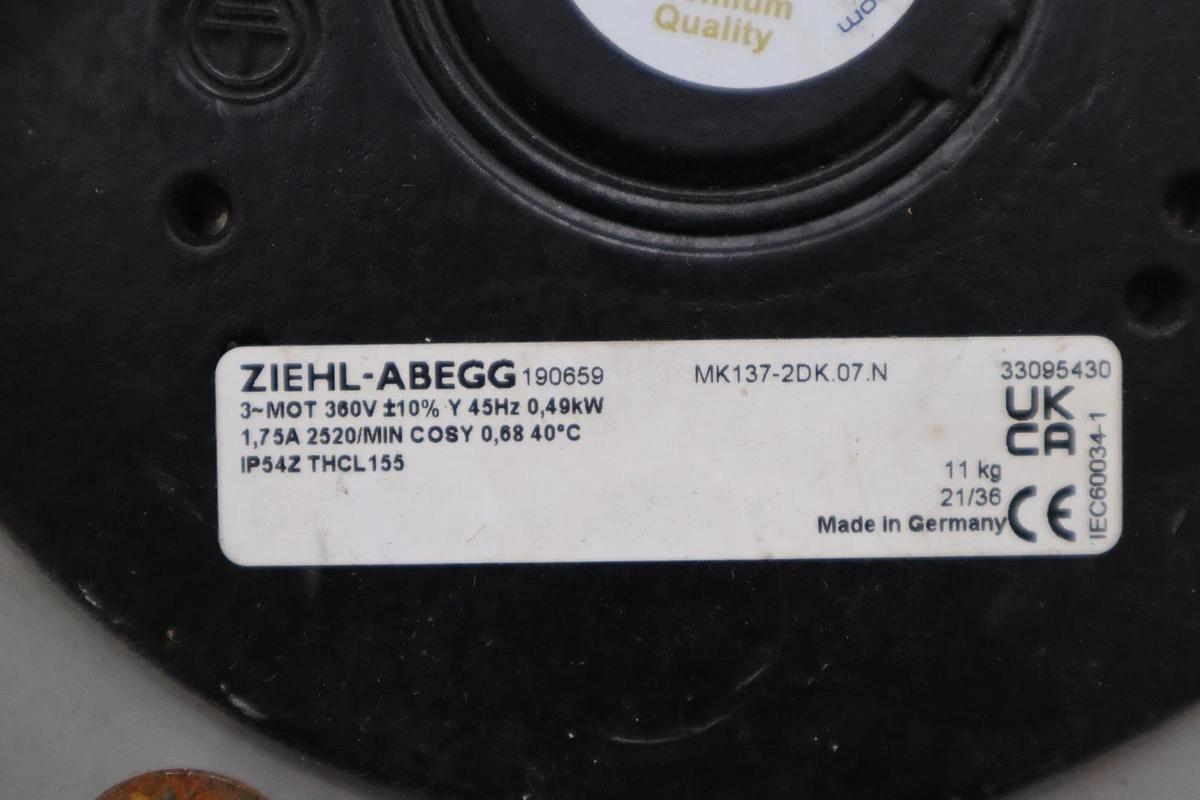 Quality
ZIEHL-ABEGG 190659 MK137-2DK.07.N 33095430
3~MOT 360V ±10% Y 45Hz 0,49kW
1,75A 2520/MIN COSY 0,68 40°C
IP54Z THCL155
UK
CA
11 kg
21/36
Made in Germany CE
IEC60034-1